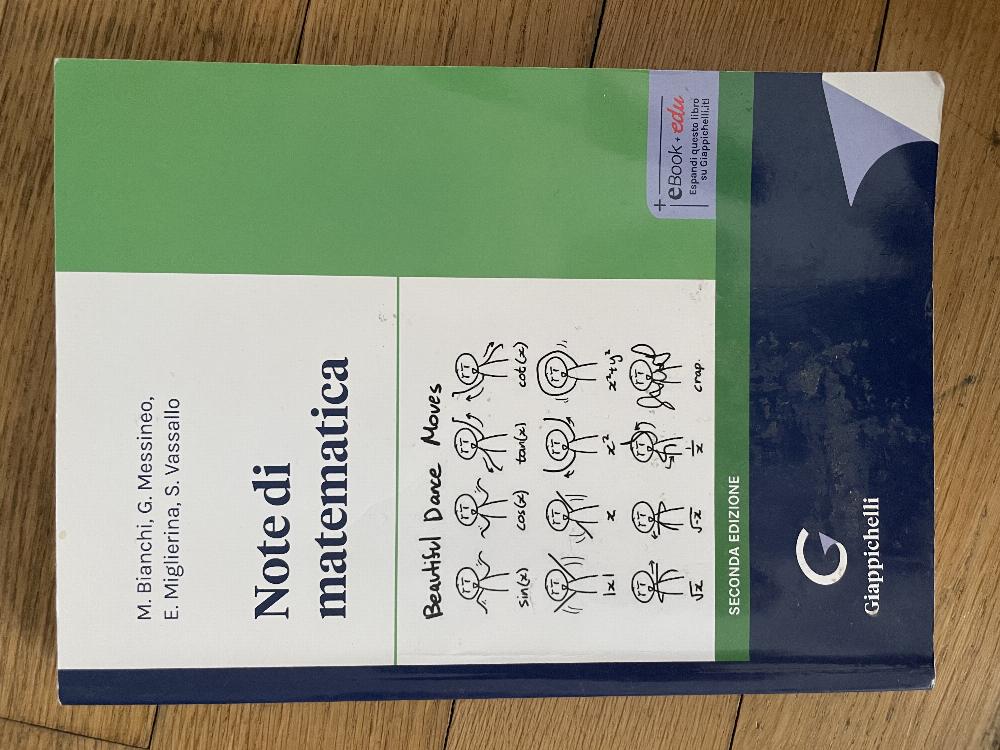 M. Bianchi, G. Messineo,
E. Miglierina, S. Vassallo
Note di
matematica
Beautiful Dance Moves
sin(x) cos(x) tan(x) cot(x)
|x| x x² x²+y²
√x √-x 1/x crap.
+
eBook + edu
Espandi questo libro
su Giappichelli.it!
SECONDA EDIZIONE
G
Giappichelli